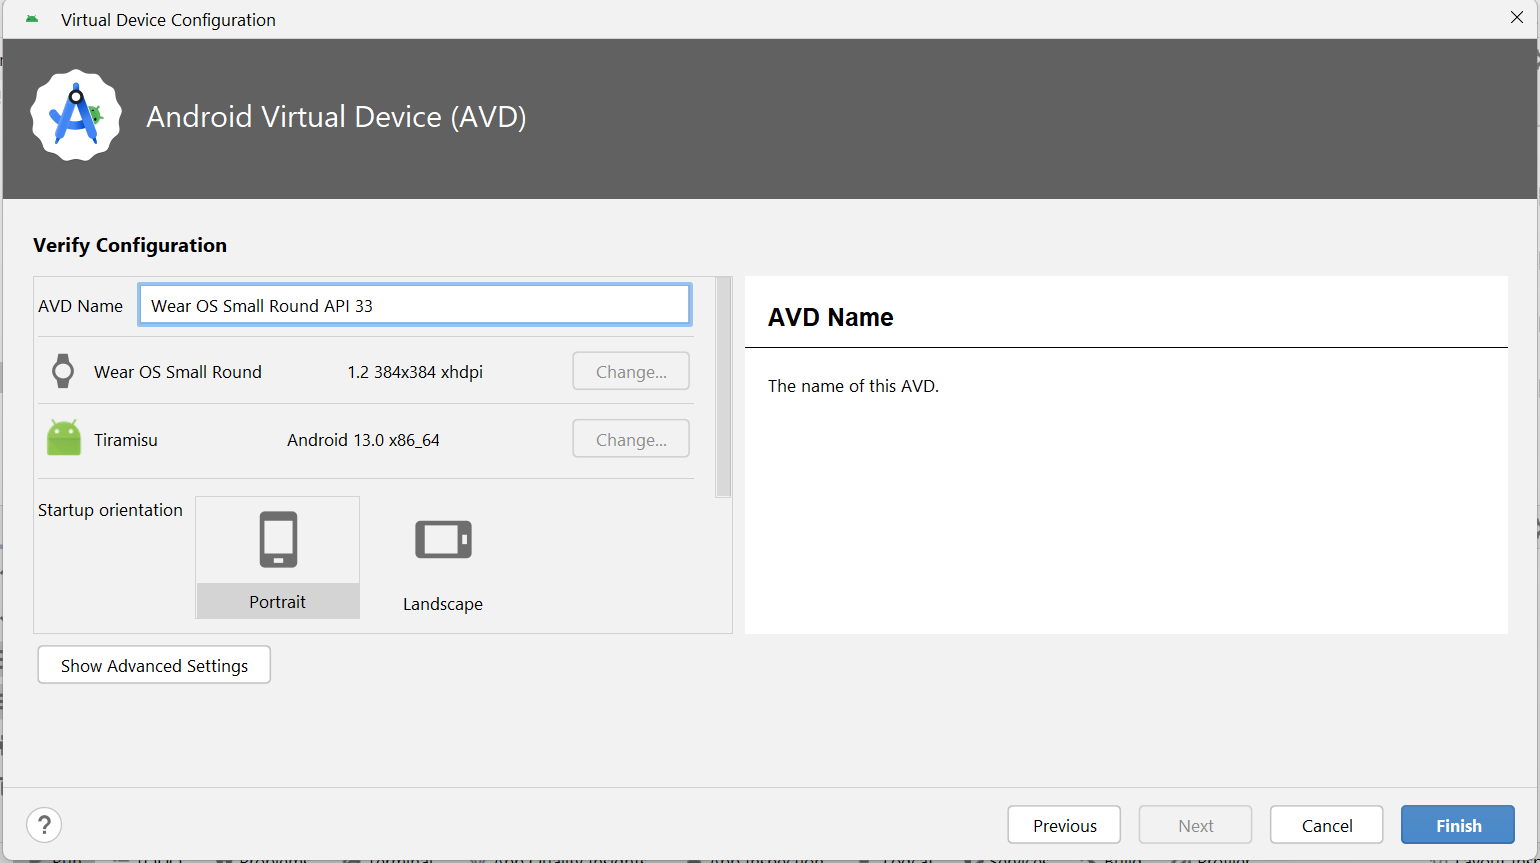 Virtual Device Configuration
Android Virtual Device (AVD)
Verify Configuration
AVD Name Wear OS Small Round API 33
Wear OS Small Round 1.2 384x384 xhdpi Change...
Tiramisu Android 13.0 x86_64 Change...
Startup orientation
Portrait
Landscape
AVD Name
The name of this AVD.
Show Advanced Settings
? Previous Next Cancel Finish